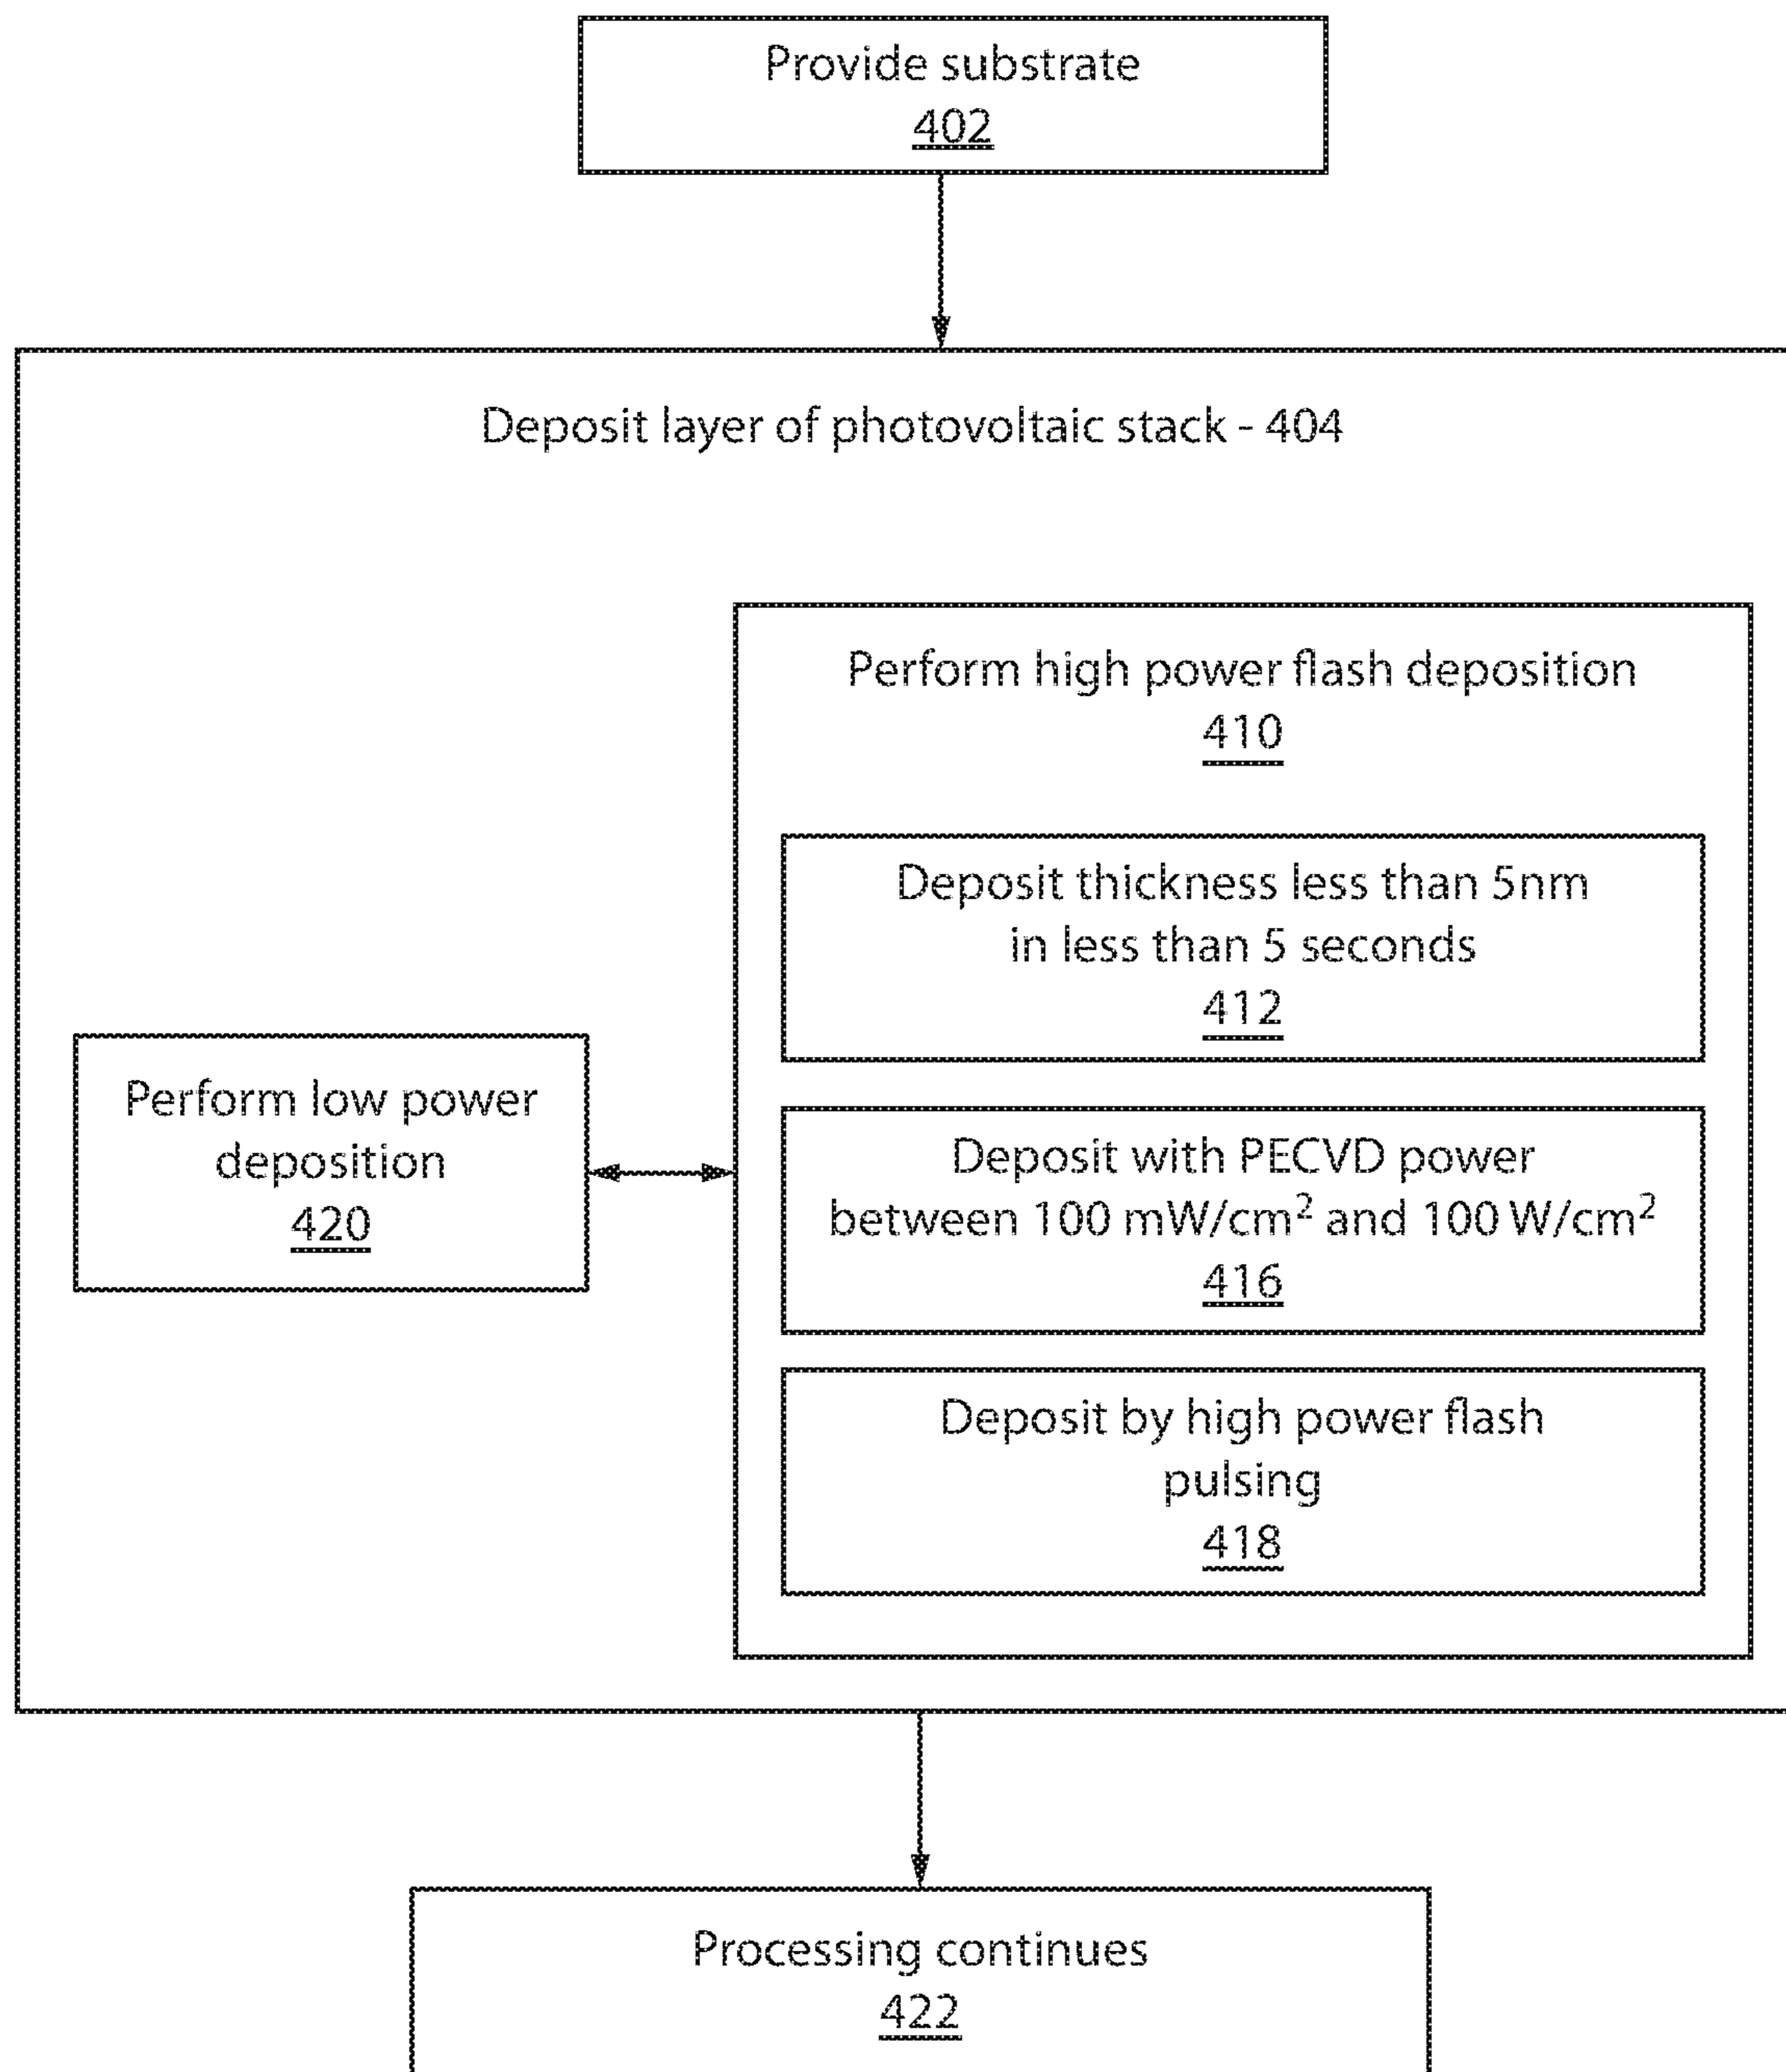 Provide substrate
402
Deposit layer of photovoltaic stack - 404
Perform high power flash deposition
410
Deposit thickness less than 5nm
in less than 5 seconds
412
Perform low power
deposition
420
Deposit with PECVD power
between 100 mW/cm² and 100 W/cm²
416
Deposit by high power flash
pulsing
418
Processing continues
422